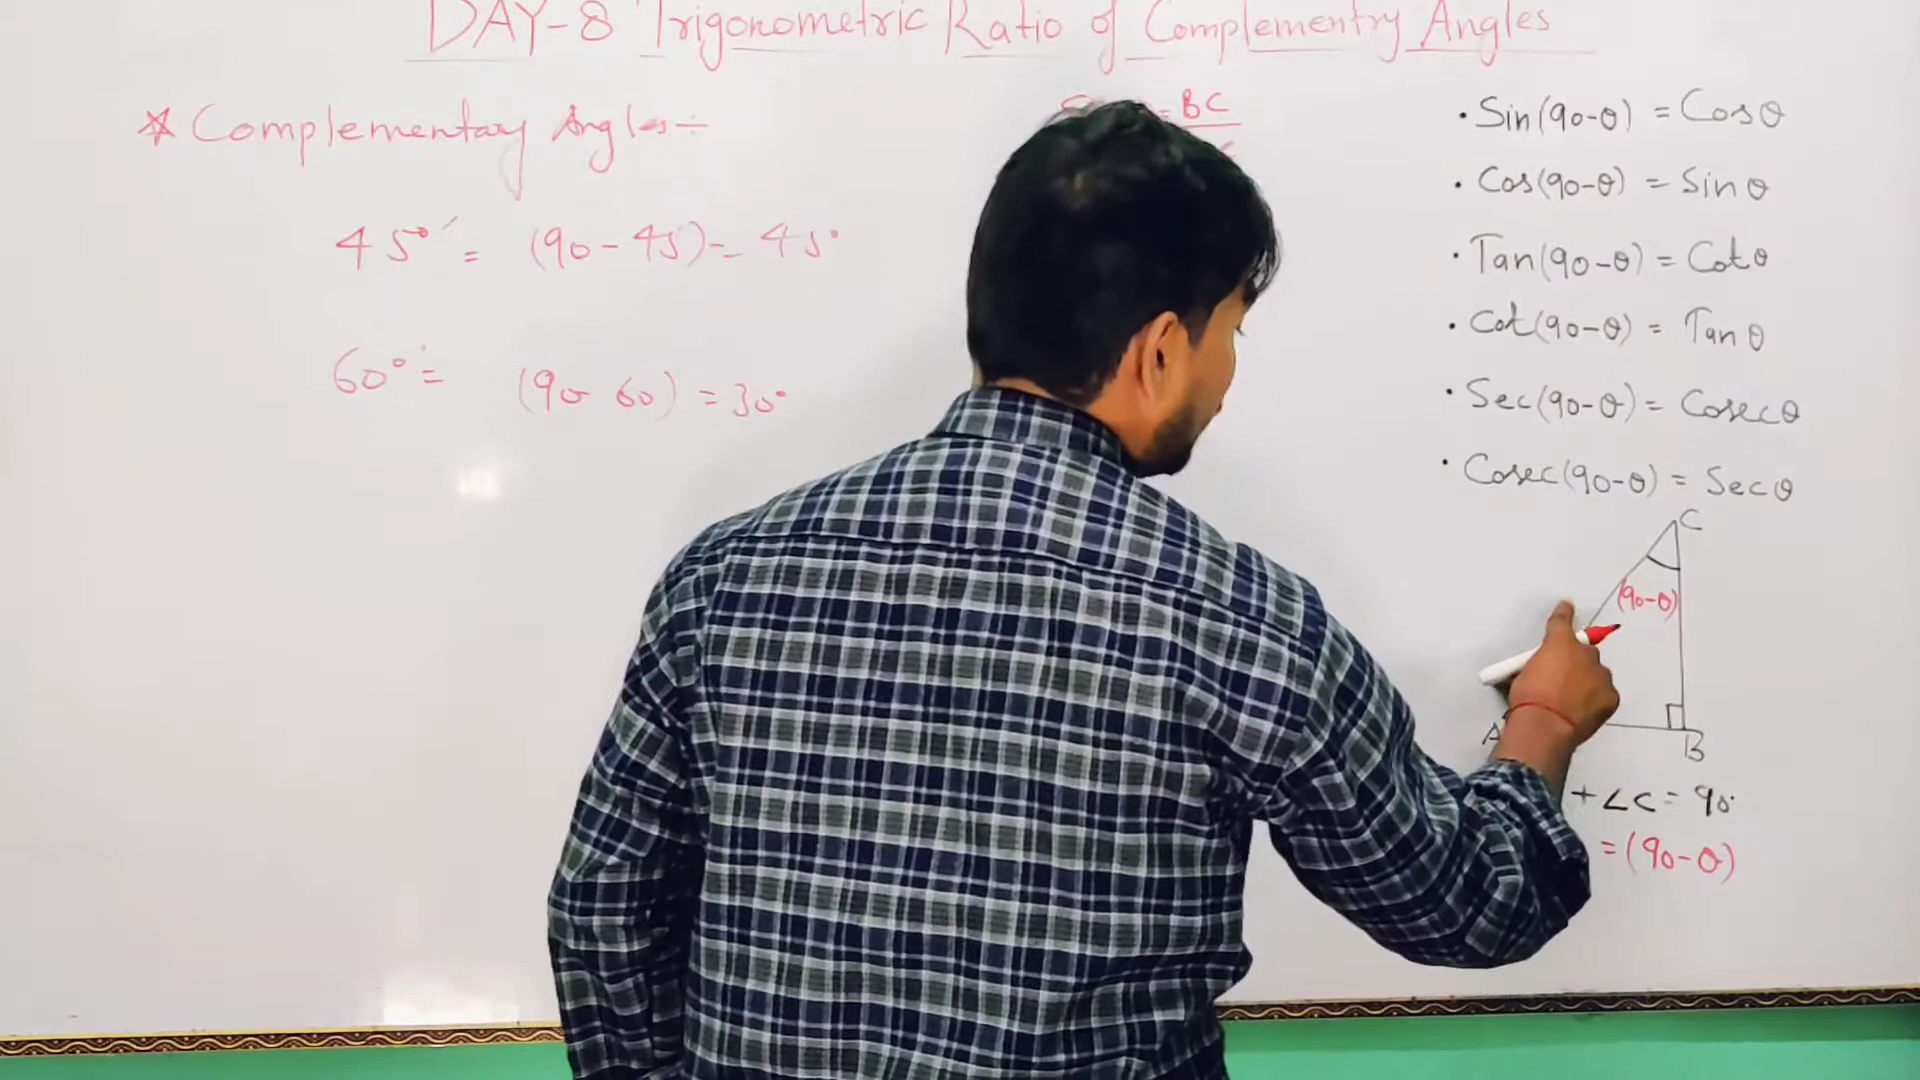 DAY-8 Trigonometric Ratio of Complementry Angles
* Complementary Angles:-
45° = (90-45)= 45°
60° = (90 60) = 30°
= BC
• Sin(90-θ) = Cosθ
• Cos(90-θ) = Sinθ
• Tan(90-θ) = Cotθ
• Cot(90-θ) = Tanθ
• Sec(90-θ) = Cosecθ
• Cosec(90-θ) = Secθ
C
(90-θ)
A
B
+ ∠C = 90°
= (90-θ)